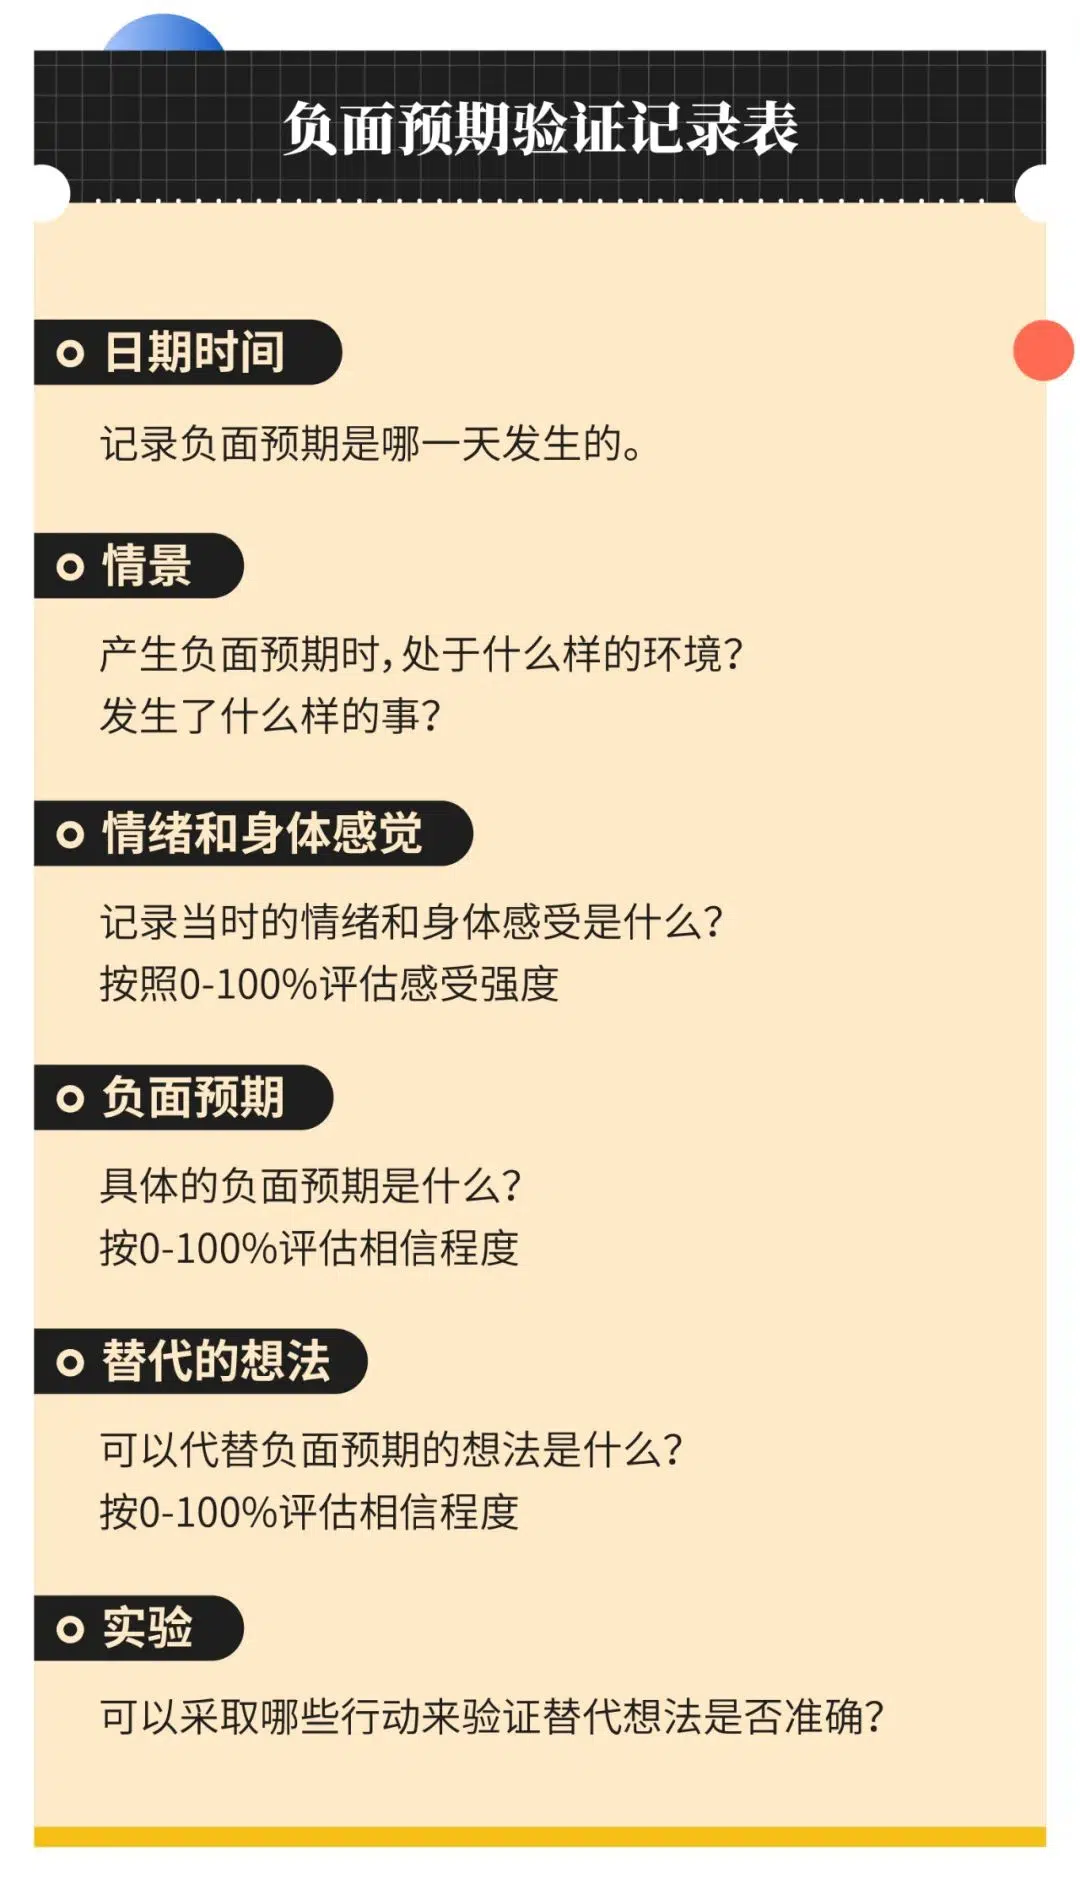 负面预期验证记录表
日期时间
记录负面预期是哪一天发生的。
情景
产生负面预期时，处于什么样的环境？
发生了什么样的事？
情绪和身体感觉
记录当时的情绪和身体感受是什么？
按照0-100%评估感受强度
负面预期
具体的负面预期是什么？
按0-100%评估相信程度
替代的想法
可以代替负面预期的想法是什么？
按0-100%评估相信程度
实验
可以采取哪些行动来验证替代想法是否准确？